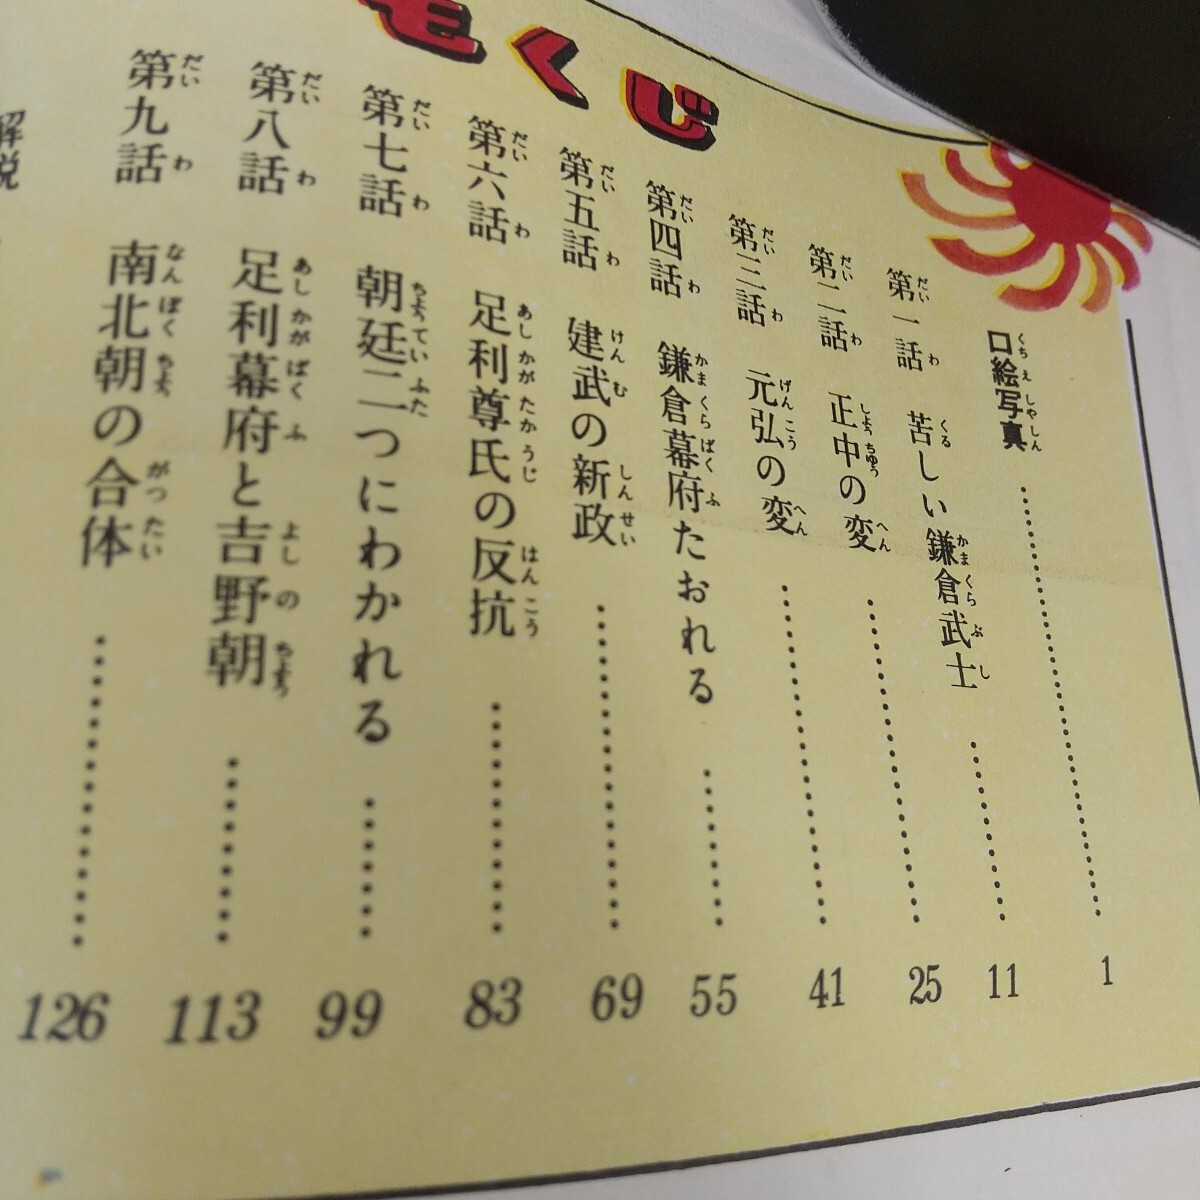 もくじ
口絵写真 1
第一話 苦しい鎌倉武士 11
第二話 正中の変 25
第三話 元弘の変 41
第四話 鎌倉幕府たおれる 55
第五話 建武の新政 69
第六話 足利尊氏の反抗 83
第七話 朝廷二つにわかれる 99
第八話 足利幕府と吉野朝 113
第九話 南北朝の合体 126
解説